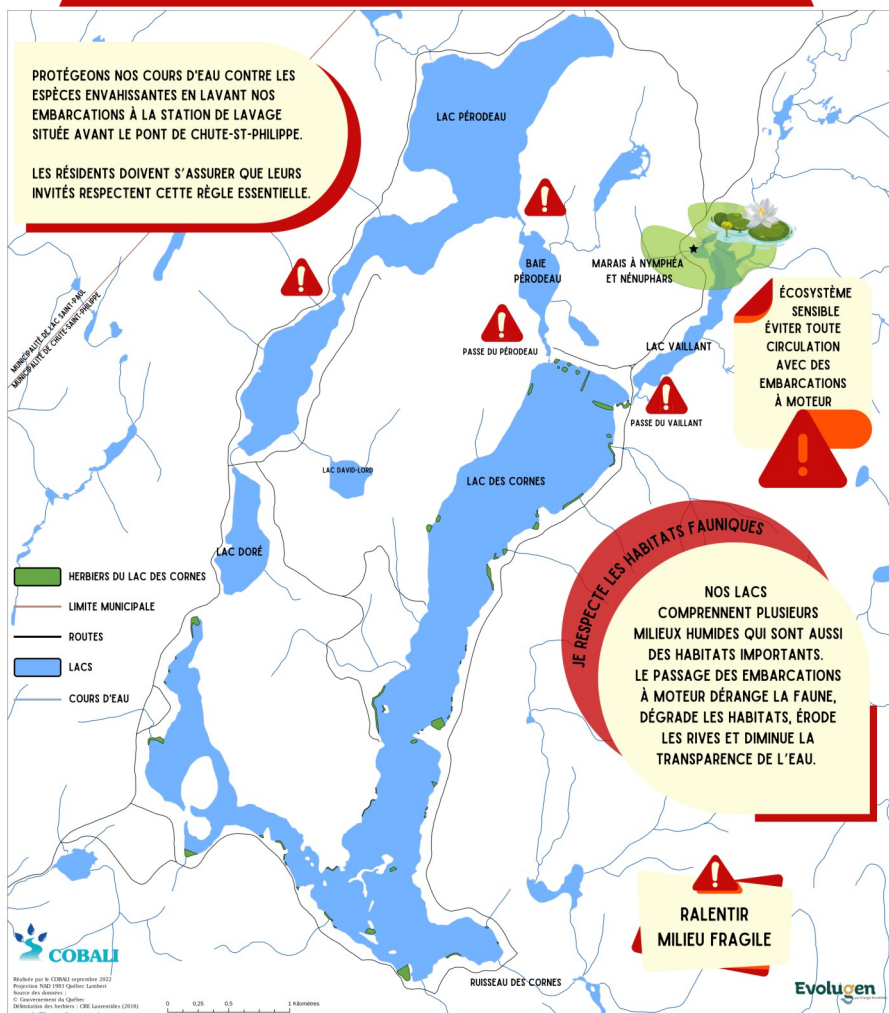 PROTÉGEONS NOS COURS D'EAU CONTRE LES
ESPÈCES ENVAHISSANTES EN LAVANT NOS
EMBARCATIONS À LA STATION DE LAVAGE
SITUÉE AVANT LE PONT DE CHUTE-ST-PHILIPPE.
LES RÉSIDENTS DOIVENT S'ASSURER QUE LEURS
INVITÉS RESPECTENT CETTE RÈGLE ESSENTIELLE.
LAC PÉRODEAU
BAIE
PÉRODEAU
MARAIS À NYMPHÉA
ET NÉNUPHARS
MUNICIPALITÉ DE LAC SAINT-PAUL
MUNICIPALITÉ DE CHUTE-SAINT-PHILIPPE
PASSE DU PÉRODEAU
LAC VAILLANT
PASSE DU VAILLANT
ÉCOSYSTÈME
SENSIBLE
ÉVITER TOUTE
CIRCULATION
AVEC DES
EMBARCATIONS
À MOTEUR
LAC DAVID-LORD
LAC DES CORNES
LAC DORÉ
HERBIERS DU LAC DES CORNES
LIMITE MUNICIPALE
ROUTES
LACS
COURS D'EAU
JE RESPECTE LES HABITATS FAUNIQUES
NOS LACS
COMPRENNENT PLUSIEURS
MILIEUX HUMIDES QUI SONT AUSSI
DES HABITATS IMPORTANTS.
LE PASSAGE DES EMBARCATIONS
À MOTEUR DÉRANGE LA FAUNE,
DÉGRADE LES HABITATS, ÉRODE
LES RIVES ET DIMINUE LA
TRANSPARENCE DE L'EAU.
RALENTIR
MILIEU FRAGILE
RUISSEAU DES CORNES
COBALI
Réalisée par le COBALI septembre 2022
Projection NAD 1983 Québec Lambert
Source des données :
© Gouvernement du Québec
Délimitation des herbiers : CRE Laurentides (2018)
0 0,25 0,5 1 Kilomètres
Evolugen